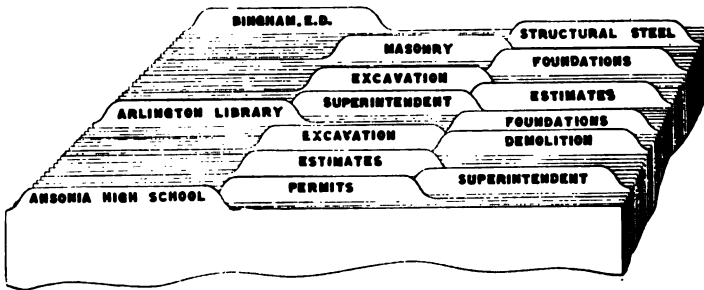 BINGHAM, E.D.
STRUCTURAL STEEL
MASONRY
FOUNDATIONS
EXCAVATION
ESTIMATES
SUPERINTENDENT
ARLINGTON LIBRARY
FOUNDATIONS
EXCAVATION
DEMOLITION
ESTIMATES
SUPERINTENDENT
PERMITS
ANSONIA HIGH SCHOOL